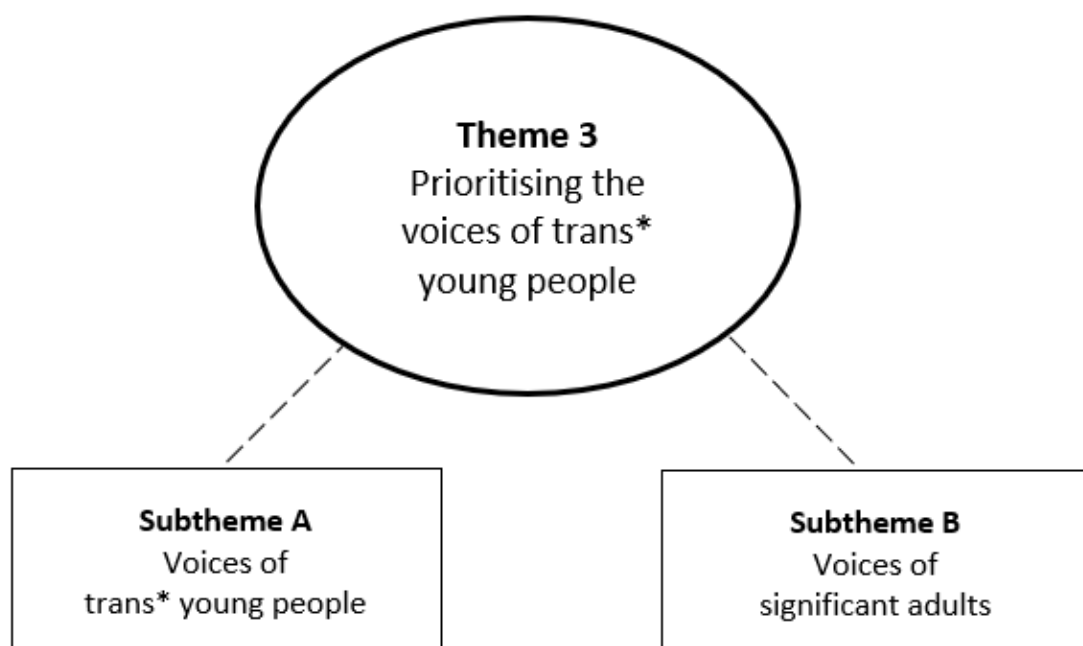 Theme 3
Prioritising the
voices of trans*
young people
Subtheme A
Voices of
trans* young people
Subtheme B
Voices of
significant adults